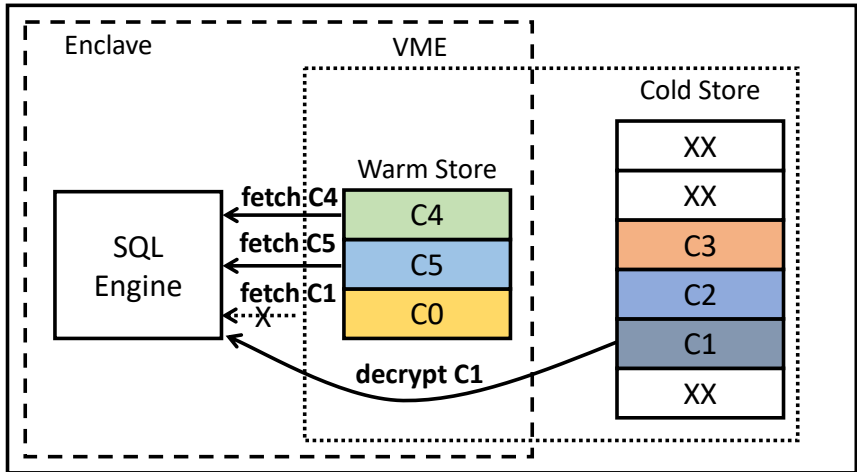 Enclave
VME
Cold Store
XX
XX
C3
C2
C1
XX
Warm Store
C4
C5
C0
fetch C4
fetch C5
fetch C1
X
SQL
Engine
decrypt C1